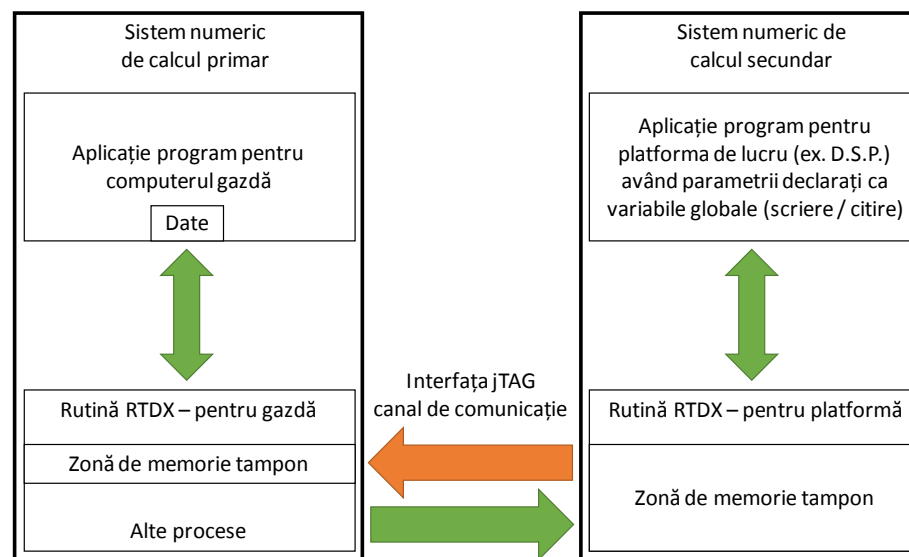 Sistem numeric
de calcul primar
Aplicație program pentru
computerul gazdă
Date
Rutină RTDX – pentru gazdă
Zonă de memorie tampon
Alte procese
Interfața jTAG
canal de comunicație
Sistem numeric de
calcul secundar
Aplicație program pentru
platforma de lucru (ex. D.S.P.)
având parametrii declarați ca
variabile globale (scriere / citire)
Rutină RTDX – pentru platformă
Zonă de memorie tampon